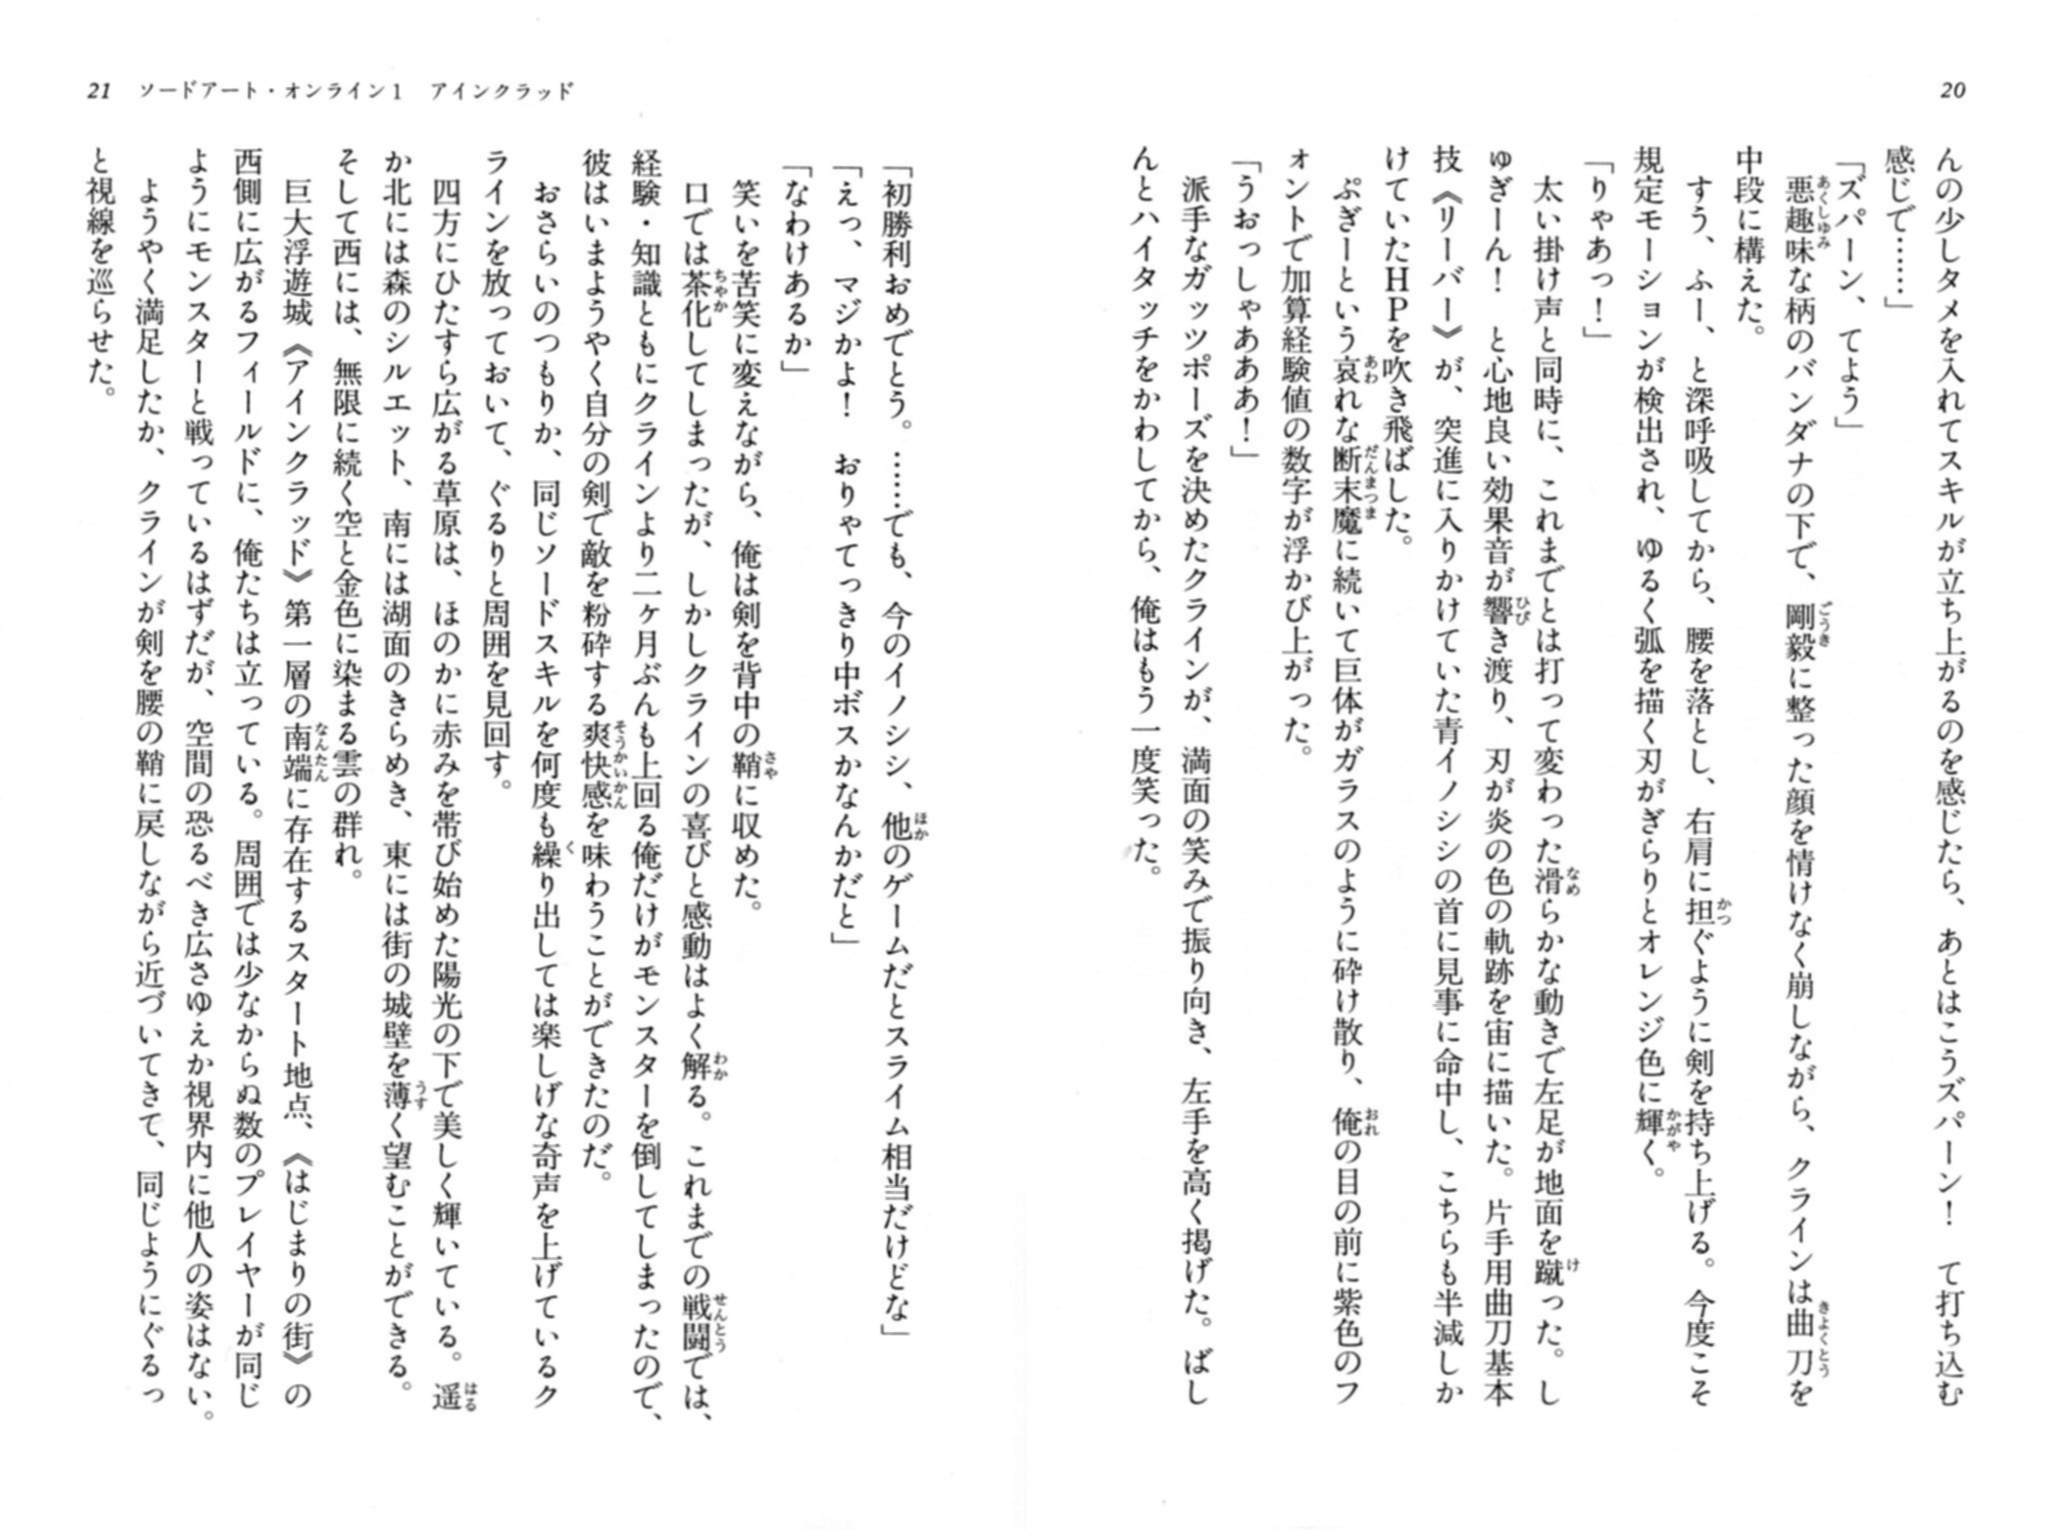 20
んの少しタメを入れてスキルが立ち上がるのを感じたら、あとはこうズパーン！　て打ち込む
感じで……」
「ズパーン、てよう」
　悪趣味な柄のバンダナの下で、剛毅に整った顔を情けなく崩しながら、クラインは曲刀を
中段に構えた。
　すう、ふー、と深呼吸してから、腰を落とし、右肩に担ぐように剣を持ち上げる。今度こそ
規定モーションが検出され、ゆるく弧を描く刃がぎらりとオレンジ色に輝く。
「りゃあっ！」
　太い掛け声と同時に、これまでとは打って変わった滑らかな動きで左足が地面を蹴った。し
ゅぎーん！　と心地良い効果音が響き渡り、刃が炎の色の軌跡を宙に描いた。片手用曲刀基本
技《リーバー》が、突進に入りかけていた青イノシシの首に見事に命中し、こちらも半減しか
けていたＨＰを吹き飛ばした。
　ぷぎーという哀れな断末魔に続いて巨体がガラスのように砕け散り、俺の目の前に紫色のフ
ォントで加算経験値の数字が浮かび上がった。
「うおっしゃあああ！」
　派手なガッツポーズを決めたクラインが、満面の笑みで振り向き、左手を高く掲げた。ばし
んとハイタッチをかわしてから、俺はもう一度笑った。
21　ソードアート・オンライン1　アインクラッド
「初勝利おめでとう。……でも、今のイノシシ、他のゲームだとスライム相当だけどな」
「えっ、マジかよ！　おりゃてっきり中ボスかなんかだと」
「なわけあるか」
　笑いを苦笑に変えながら、俺は剣を背中の鞘に収めた。
　口では茶化してしまったが、しかしクラインの喜びと感動はよく解る。これまでの戦闘では、
経験・知識ともにクラインより二ヶ月ぶんも上回る俺だけがモンスターを倒してしまったので、
彼はいまようやく自分の剣で敵を粉砕する爽快感を味わうことができたのだ。
　おさらいのつもりか、同じソードスキルを何度も繰り出しては楽しげな奇声を上げているク
ラインを放っておいて、ぐるりと周囲を見回す。
　四方にひたすら広がる草原は、ほのかに赤みを帯び始めた陽光の下で美しく輝いている。遥
か北には森のシルエット、南には湖面のきらめき、東には街の城壁を薄く望むことができる。
そして西には、無限に続く空と金色に染まる雲の群れ。
　巨大浮遊城《アインクラッド》第一層の南端に存在するスタート地点、《はじまりの街》の
西側に広がるフィールドに、俺たちは立っている。周囲では少なからぬ数のプレイヤーが同じ
ようにモンスターと戦っているはずだが、空間の恐るべき広さゆえか視界内に他人の姿はない。
　ようやく満足したか、クラインが剣を腰の鞘に戻しながら近づいてきて、同じようにぐるっ
と視線を巡らせた。